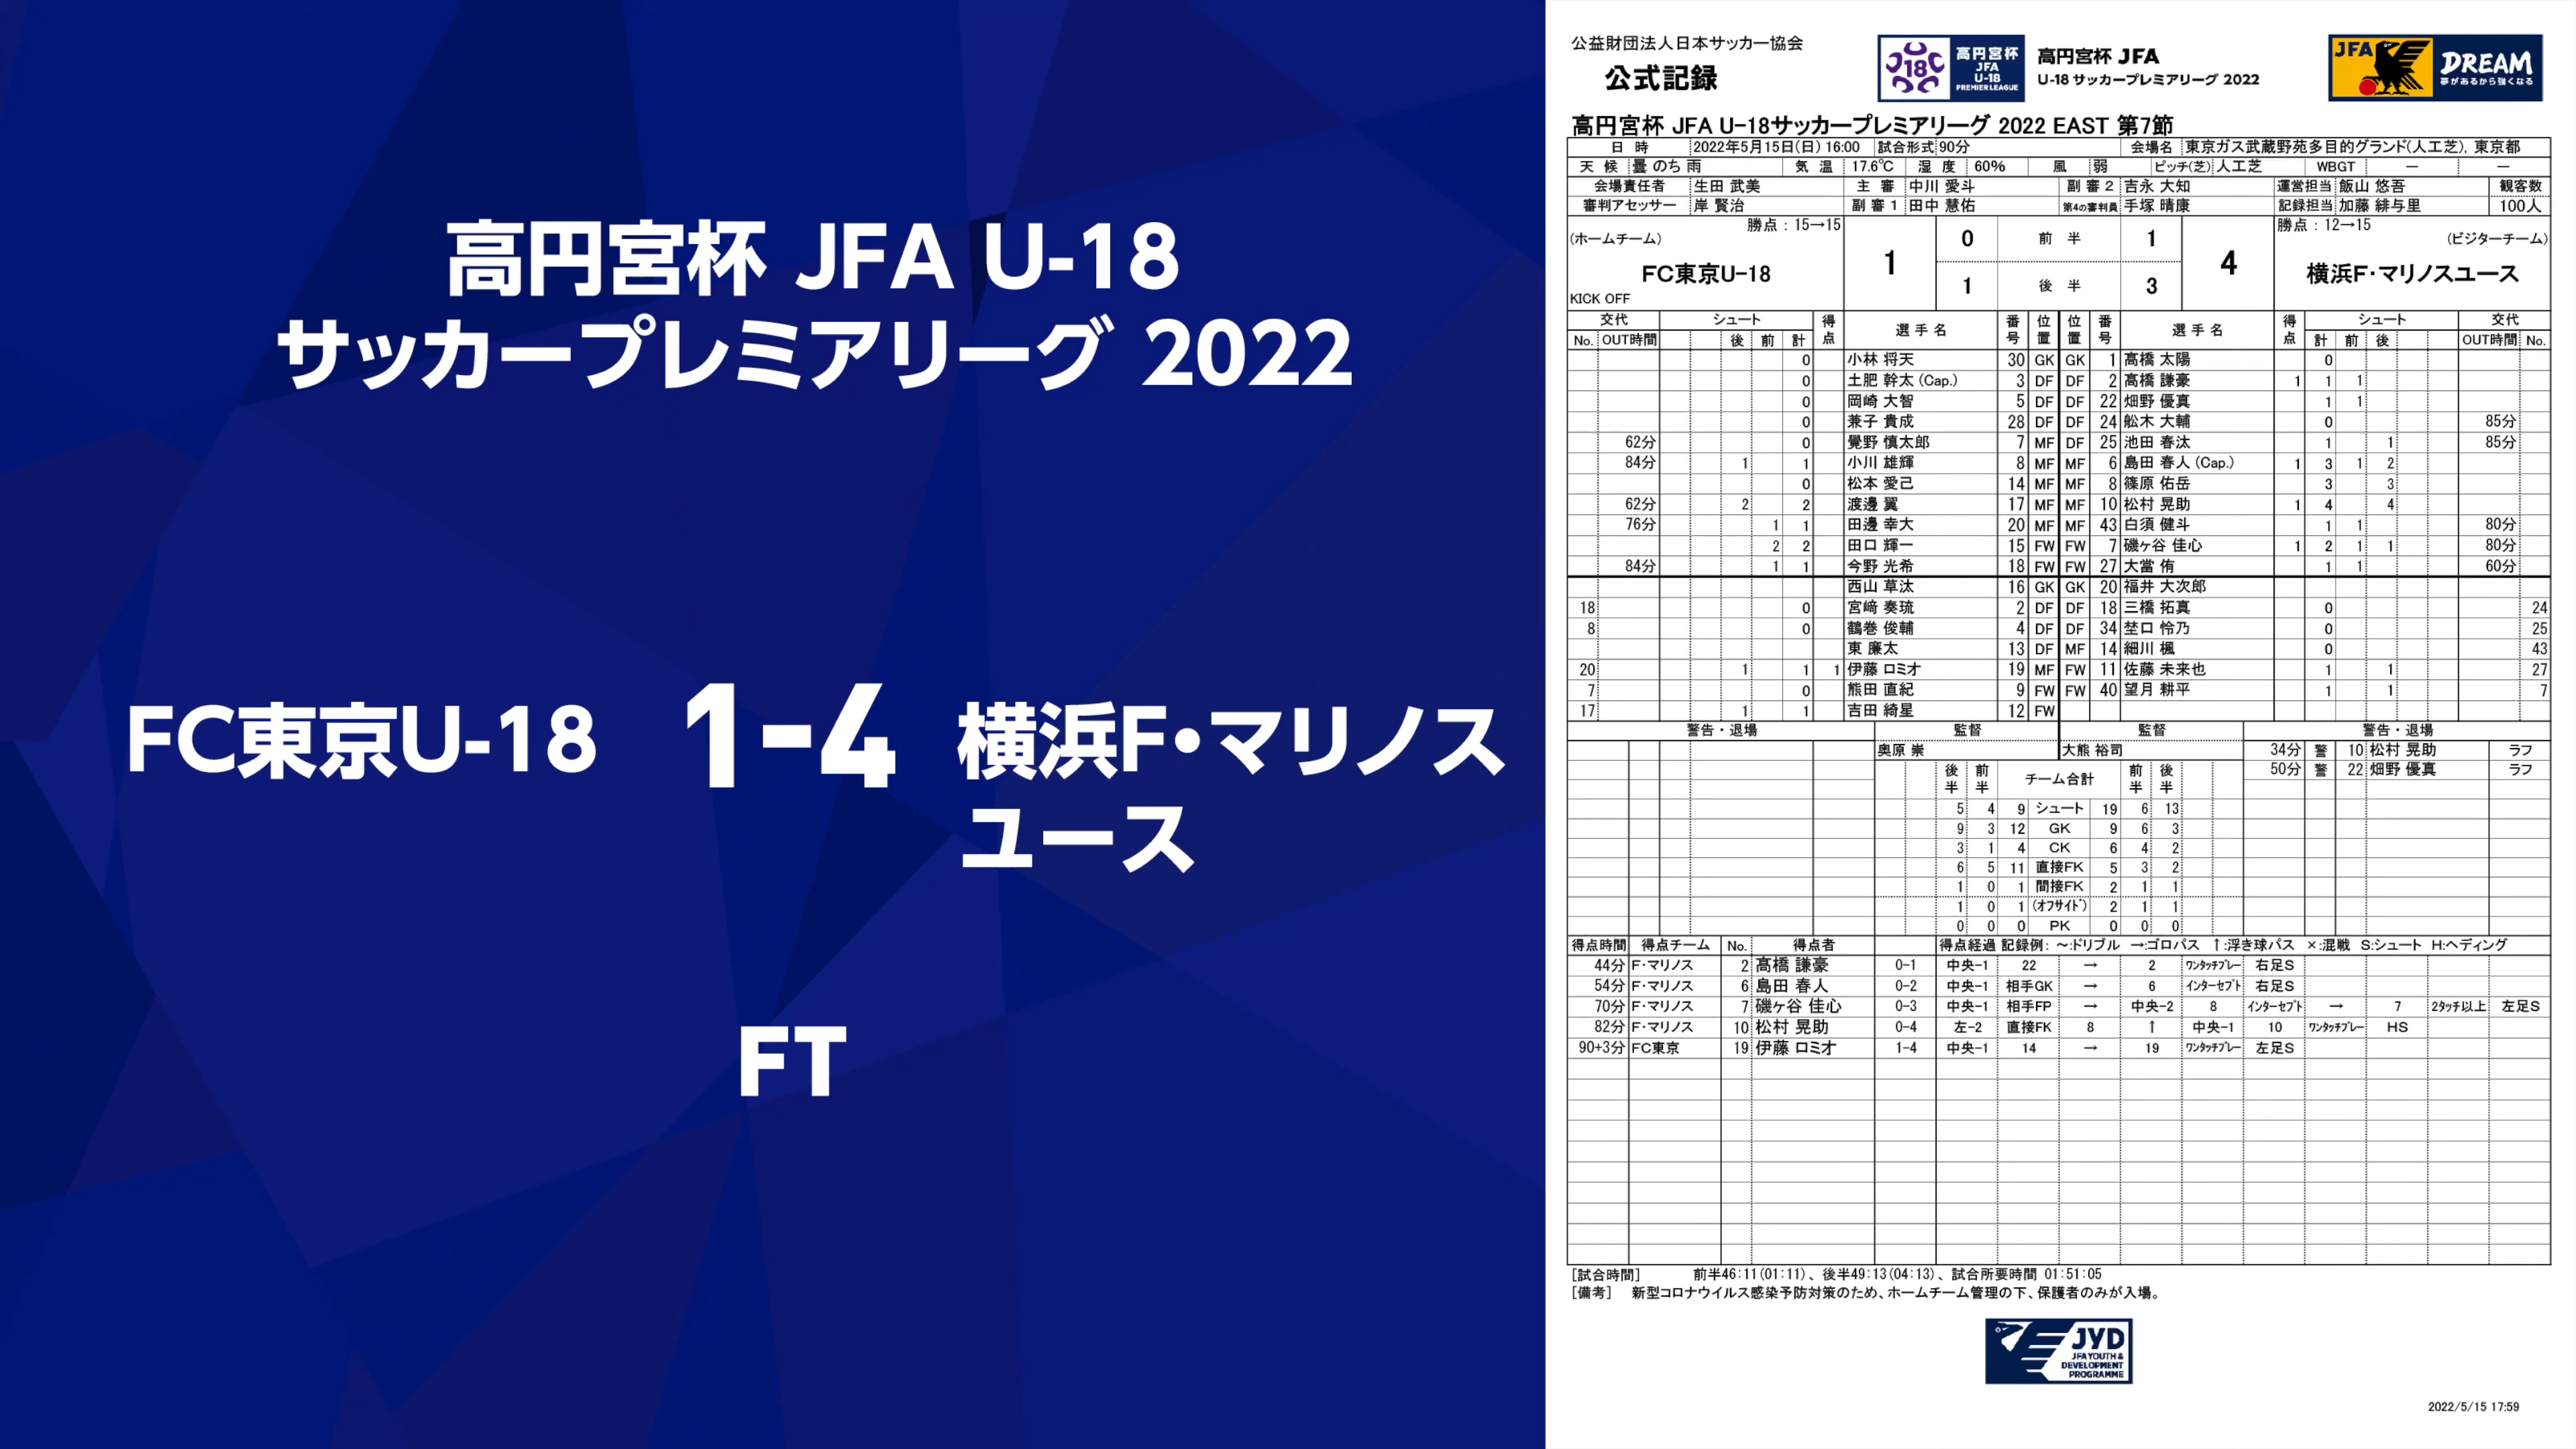 高円宮杯 JFA U-18
サッカープレミアリーグ 2022
FC東京U-18 1-4 横浜F・マリノス
ユース
FT
公益財団法人日本サッカー協会
公式記録
高円宮杯
JFA
U-18
PREMIER LEAGUE
高円宮杯 JFA
U-18 サッカープレミアリーグ 2022
JFA
DREAM
夢があるから強くなる
高円宮杯 JFA U-18サッカープレミアリーグ 2022 EAST 第7節
日 時 2022年5月15日(日) 16:00 試合形式 90分 会場名 東京ガス武蔵野苑多目的グランド(人工芝), 東京都
天 候 曇 のち 雨 気 温 17.6℃ 湿 度 60% 風 弱 ピッチ(芝) 人工芝 WBGT ー ー
会場責任者 生田 武美 主 審 中川 愛斗 副 審 2 吉永 大知 運営担当 飯山 悠吾 観客数
審判アセッサー 岸 賢治 副 審 1 田中 慧佑 第4の審判員 手塚 晴康 記録担当 加藤 緋与里 100人
(ホームチーム) 勝点：15→15 1 0 前 半 1 4 勝点：12→15 (ビジターチーム)
FC東京U-18 1 後 半 3 横浜F・マリノスユース
KICK OFF
交代 シュート 得点 選 手 名 番号 位置 位置 番号 選 手 名 得点 シュート 交代
No. OUT時間 後 前 計 計 前 後 OUT時間 No.
0 小林 将天 30 GK GK 1 髙橋 太陽 0
0 土肥 幹太 (Cap.) 3 DF DF 2 髙橋 謙豪 1 1 1
0 岡崎 大智 5 DF DF 22 畑野 優真 1 1
0 兼子 貴成 28 DF DF 24 舩木 大輔 0 85分
62分 0 覺野 慎太郎 7 MF DF 25 池田 春汰 1 1 85分
84分 1 1 小川 雄輝 8 MF MF 6 島田 春人 (Cap.) 1 3 1 2
0 松本 愛己 14 MF MF 8 篠原 佑岳 3 3
62分 2 2 渡邊 翼 17 MF MF 10 松村 晃助 1 4 4
76分 1 1 田邊 幸大 20 MF MF 43 白須 健斗 1 1 80分
2 2 田口 輝一 15 FW FW 7 磯ヶ谷 佳心 1 2 1 1 80分
84分 1 1 今野 光希 18 FW FW 27 大當 侑 1 1 60分
西山 草汰 16 GK GK 20 福井 大次郎
18 0 宮﨑 奏琉 2 DF DF 18 三橋 拓真 0 24
8 0 鶴巻 俊輔 4 DF DF 34 埜口 怜乃 0 25
東 廉太 13 DF MF 14 細川 楓 0 43
20 1 1 1 伊藤 ロミオ 19 MF FW 11 佐藤 未来也 1 1 27
7 0 熊田 直紀 9 FW FW 40 望月 耕平 1 1 7
17 1 1 吉田 綺星 12 FW
警告・退場 監督 監督 警告・退場
奥原 崇 大熊 裕司 34分 警 10 松村 晃助 ラフ
50分 警 22 畑野 優真 ラフ
後半 前半 チーム合計 前半 後半
5 4 9 シュート 19 6 13
9 3 12 GK 9 6 3
3 1 4 CK 6 4 2
6 5 11 直接FK 5 3 2
1 0 1 間接FK 2 1 1
1 0 1 (オフサイド) 2 1 1
0 0 0 PK 0 0 0
得点時間 得点チーム No. 得点者 得点経過 記録例: ～:ドリブル →:ゴロパス ↑:浮き球パス ×:混戦 S:シュート H:ヘディング
44分 F・マリノス 2 髙橋 謙豪 0-1 中央-1 22 → 2 ワンタッチプレー 右足S
54分 F・マリノス 6 島田 春人 0-2 中央-1 相手GK → 6 インターセプト 右足S
70分 F・マリノス 7 磯ヶ谷 佳心 0-3 中央-1 相手FP → 中央-2 8 インターセプト → 7 2タッチ以上 左足S
82分 F・マリノス 10 松村 晃助 0-4 左-2 直接FK 8 ↑ 中央-1 10 ワンタッチプレー HS
90+3分 FC東京 19 伊藤 ロミオ 1-4 中央-1 14 → 19 ワンタッチプレー 左足S
[試合時間] 前半46:11(01:11)、後半49:13(04:13)、試合所要時間 01:51:05
[備考] 新型コロナウイルス感染予防対策のため、ホームチーム管理の下、保護者のみが入場。
JYD
JFA YOUTH &
DEVELOPMENT
PROGRAMME
2022/5/15 17:59